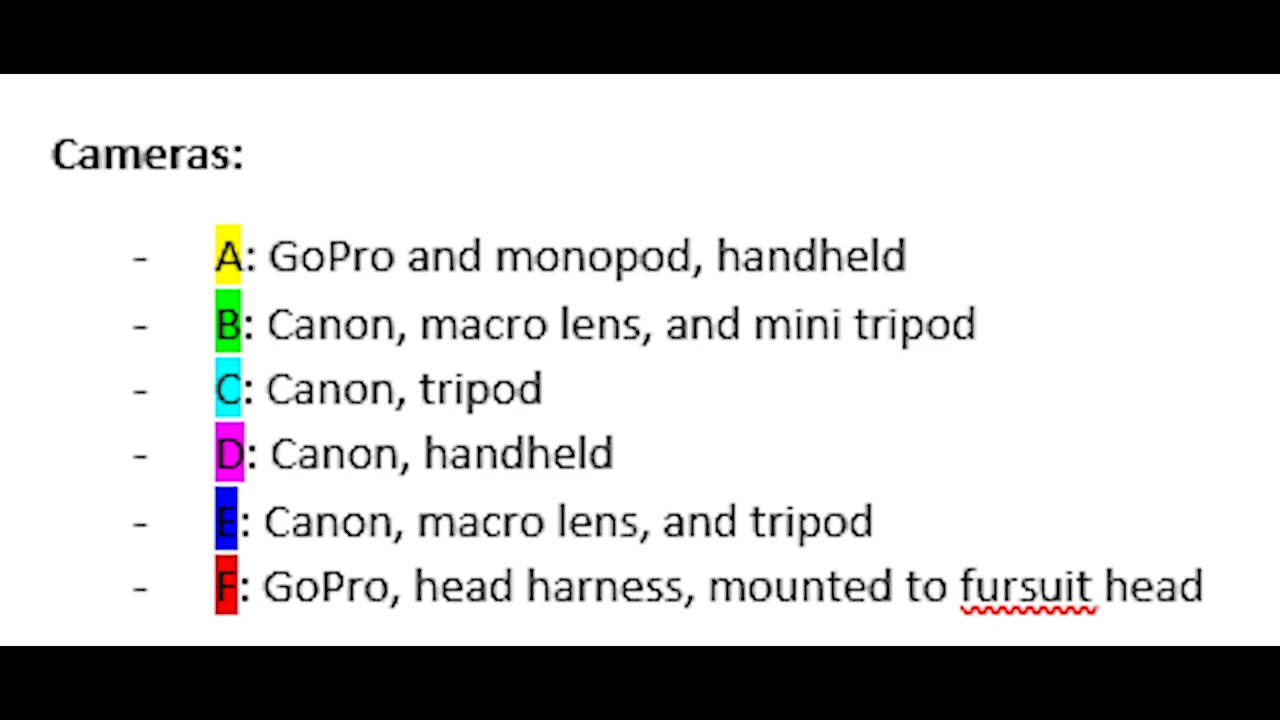 Cameras:
- A: GoPro and monopod, handheld
- B: Canon, macro lens, and mini tripod
- C: Canon, tripod
- D: Canon, handheld
- E: Canon, macro lens, and tripod
- F: GoPro, head harness, mounted to fursuit head